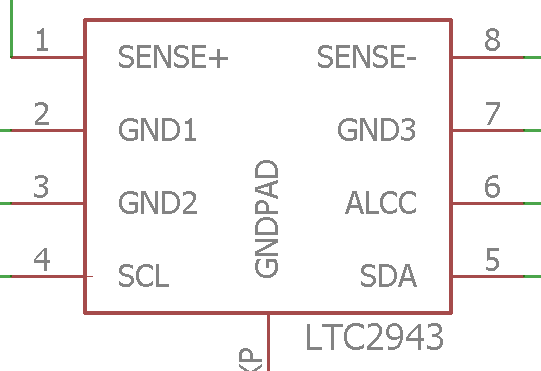 1 SENSE+ SENSE- 8
2 GND1 GND3 7
3 GND2 ALCC 6
GNDPAD
4 SCL SDA 5
LTC2943